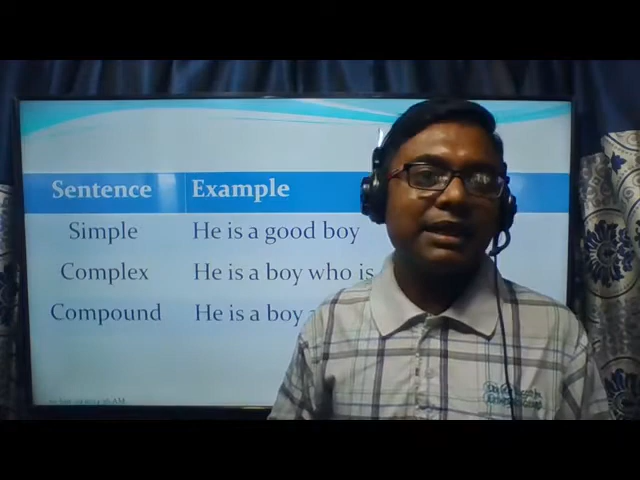 Sentence Example
Simple He is a good boy
Complex He is a boy who is
Compound He is a boy